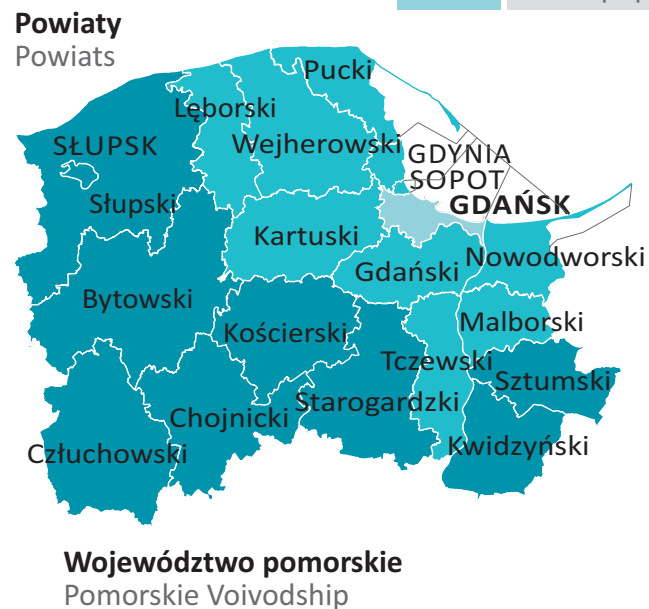 Powiaty
Powiats
Pucki
Lęborski
SŁUPSK
Wejherowski
GDYNIA
SOPOT
GDAŃSK
Słupski
Kartuski
Gdański
Nowodworski
Bytowski
Kościerski
Malborski
Tczewski
Sztumski
Chojnicki
Starogardzki
Człuchowski
Kwidzyński
Województwo pomorskie
Pomorskie Voivodship